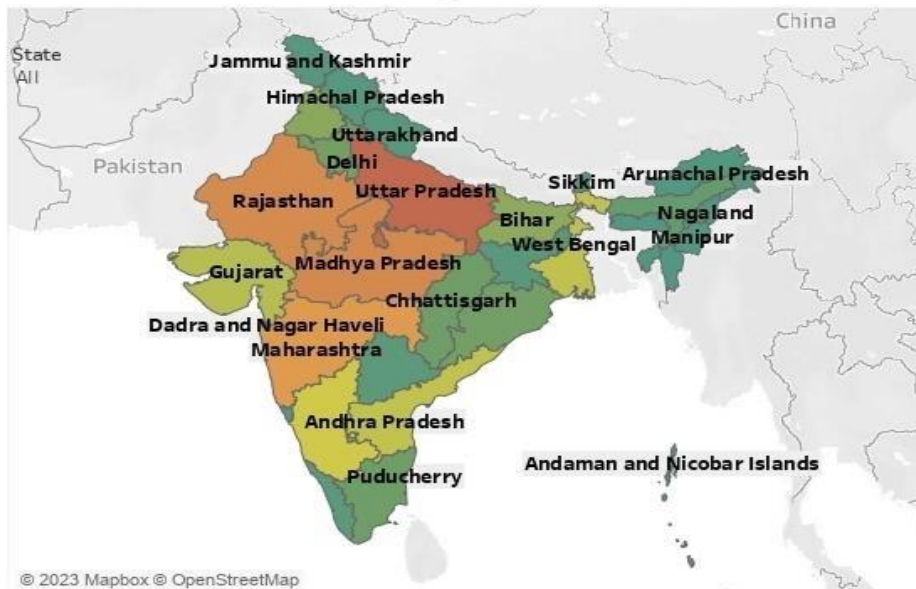 China
State
All
Jammu and Kashmir
Himachal Pradesh
Uttarakhand
Pakistan
Delhi
Sikkim
Arunachal Pradesh
Uttar Pradesh
Rajasthan
Bihar
Nagaland
West Bengal
Manipur
Madhya Pradesh
Gujarat
Chhattisgarh
Dadra and Nagar Haveli
Maharashtra
Andhra Pradesh
Andaman and Nicobar Islands
Puducherry
© 2023 Mapbox © OpenStreetMap